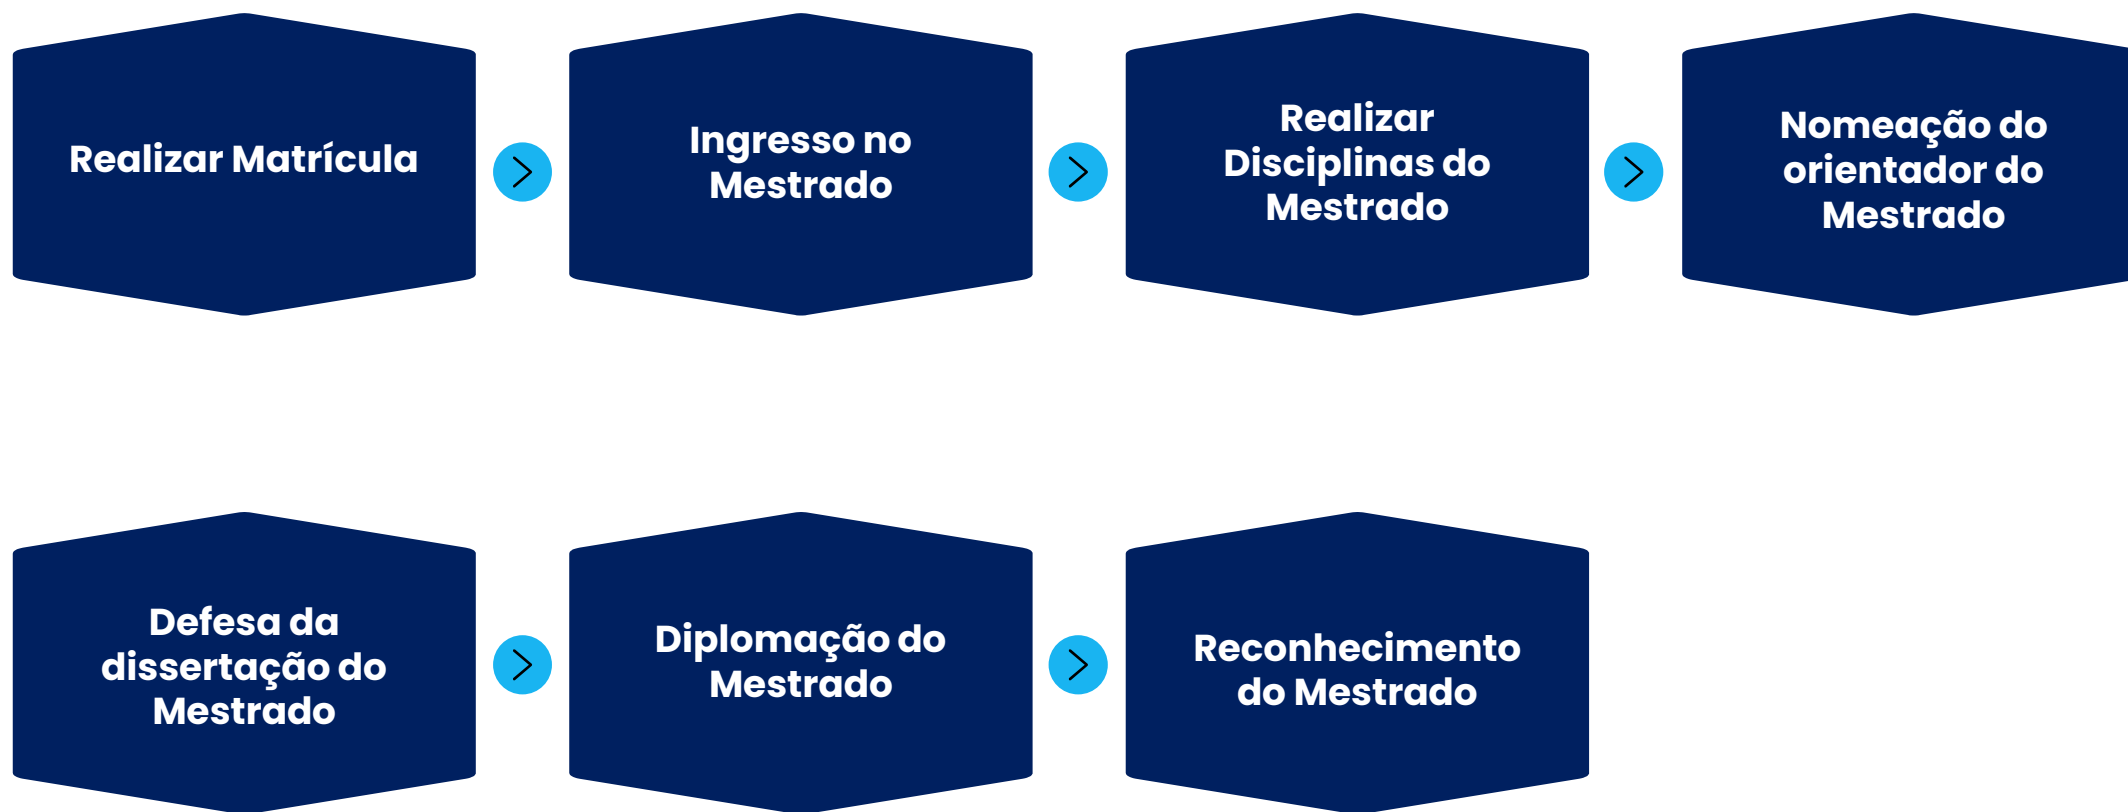 Realizar Matrícula
Ingresso no
Mestrado
Realizar
Disciplinas do
Mestrado
Nomeação do
orientador do
Mestrado
Defesa da
dissertação do
Mestrado
Diplomação do
Mestrado
Reconhecimento
do Mestrado